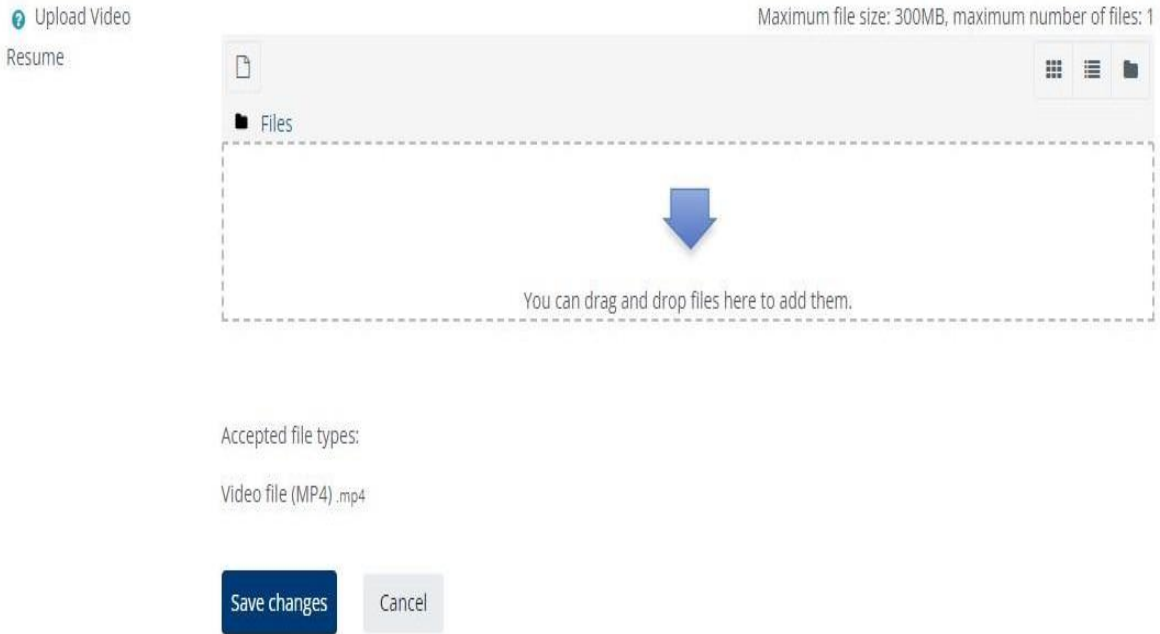 Upload Video
Maximum file size: 300MB, maximum number of files: 1
Resume
Files
You can drag and drop files here to add them.
Accepted file types:
Video file (MP4) .mp4
Save changes
Cancel